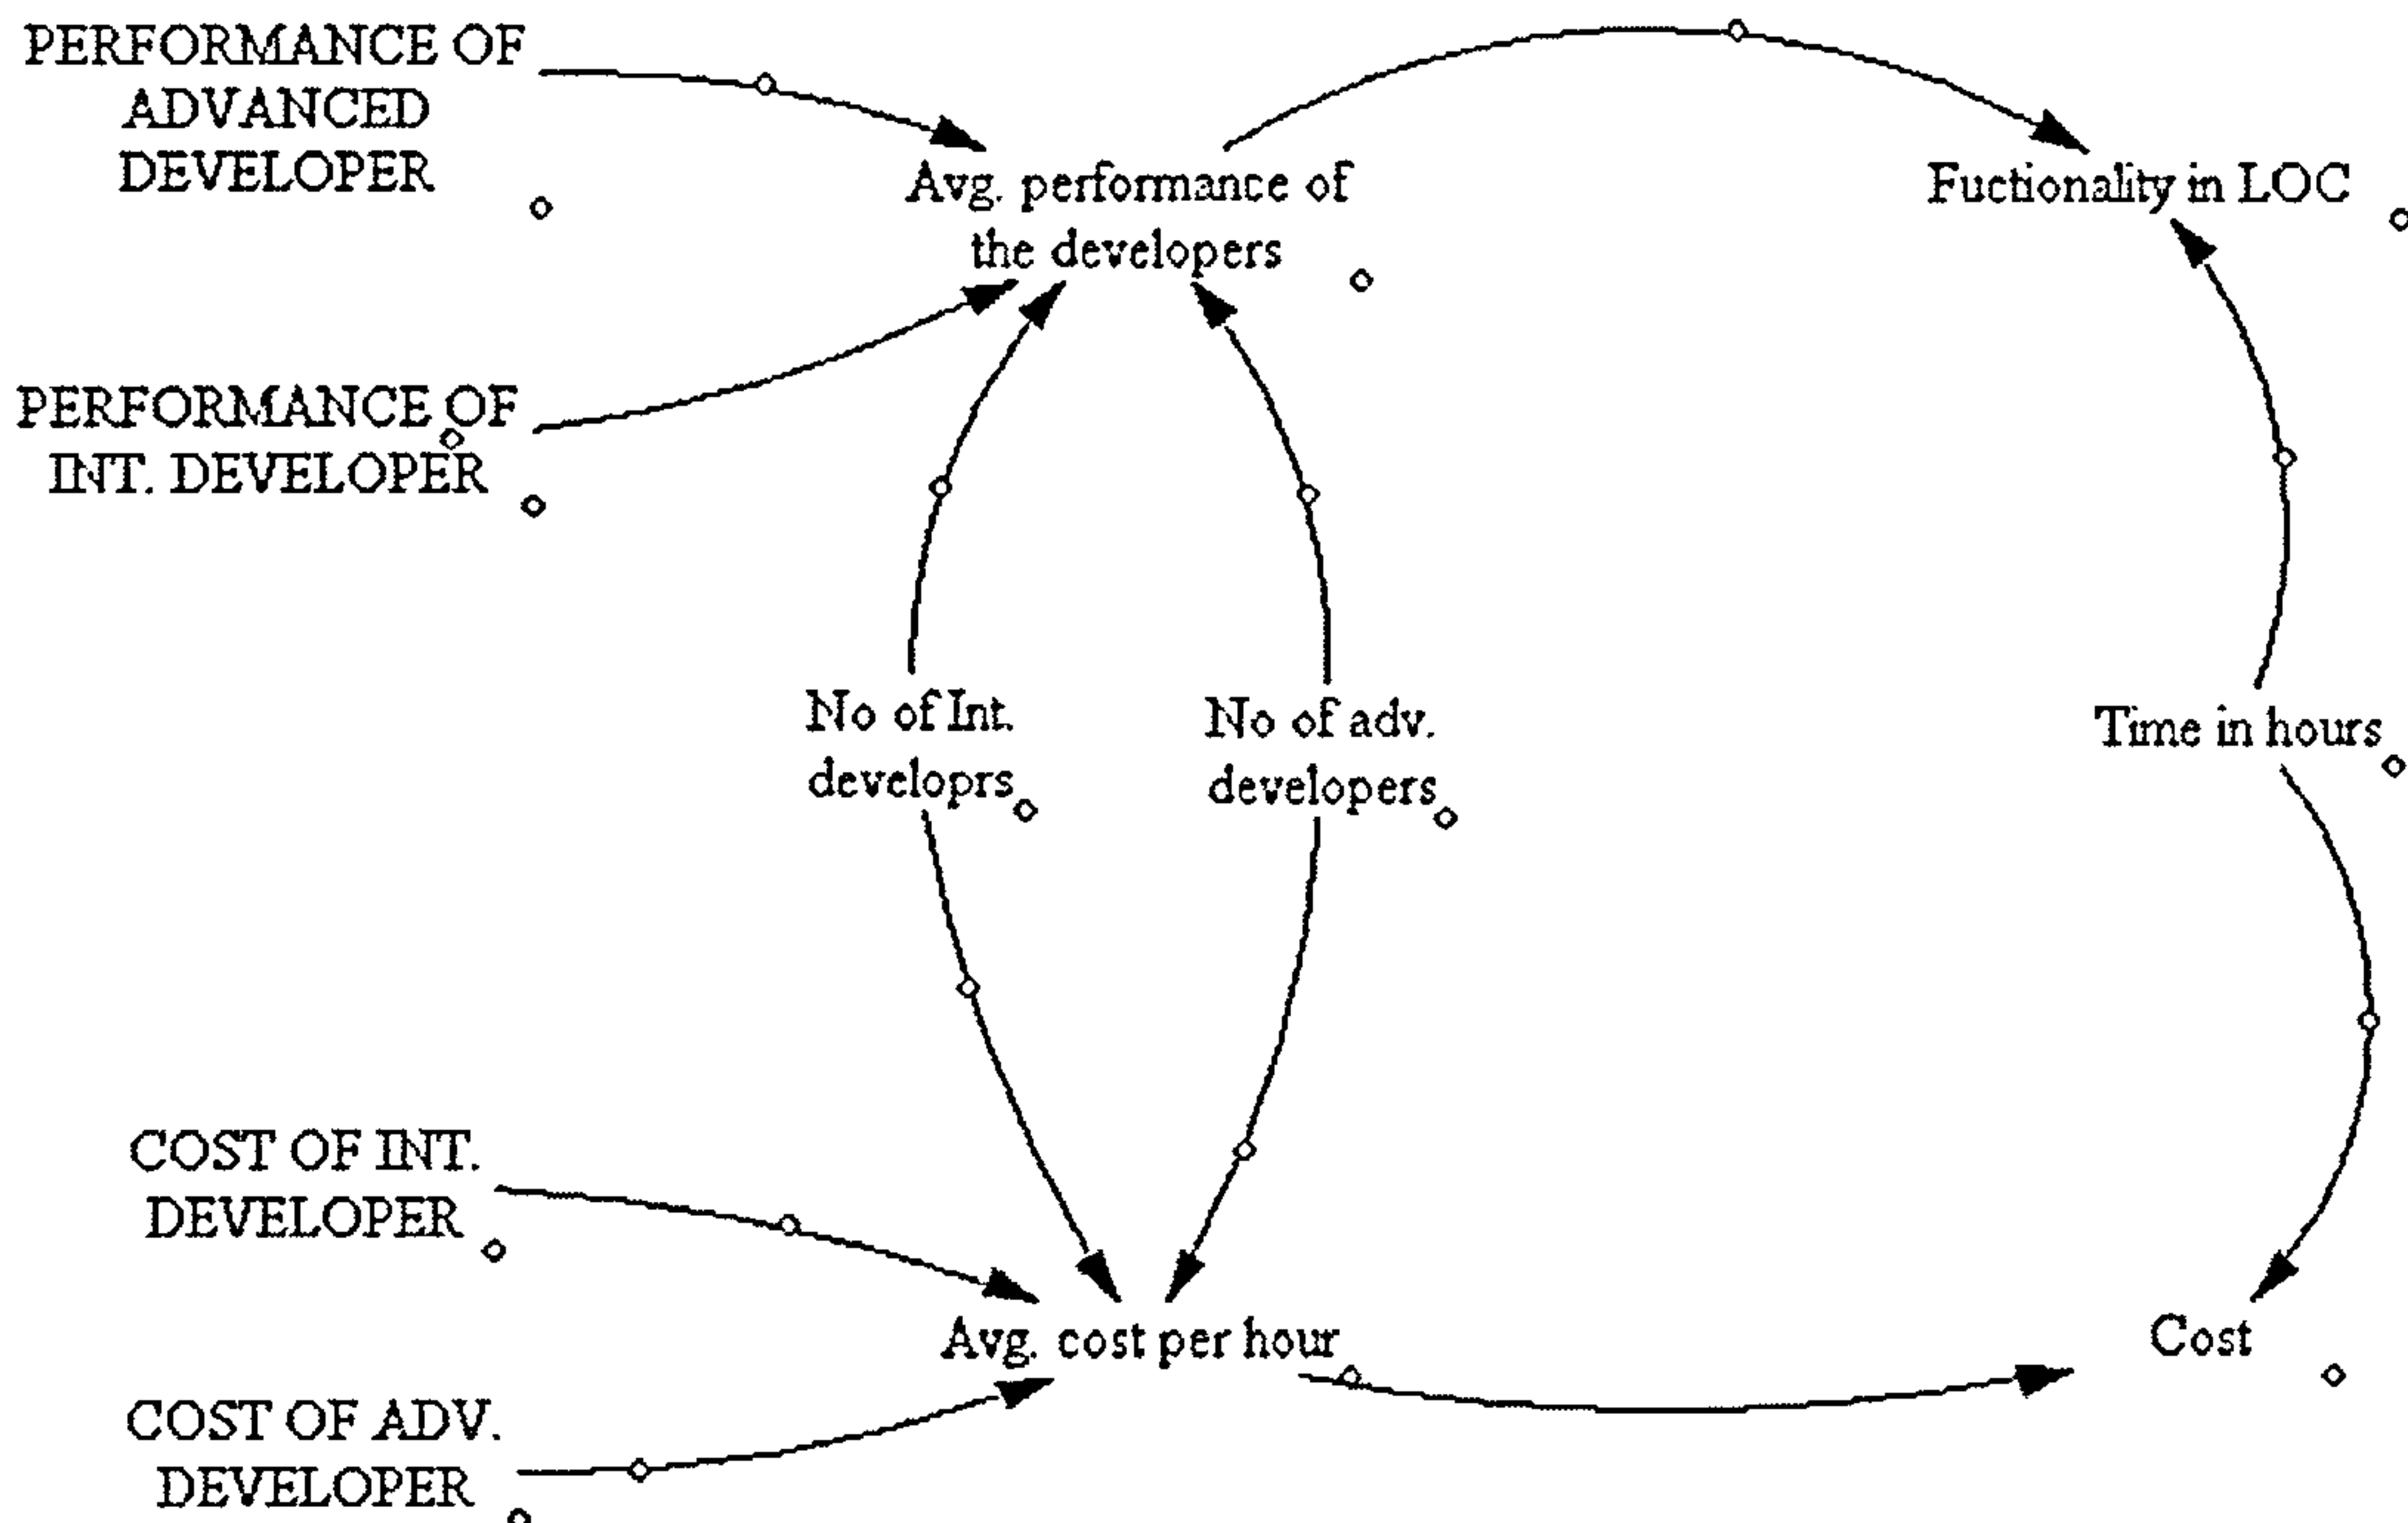 PERFORMANCE OF
ADVANCED
DEVELOPER
Avg. performance of
the developers
Fuctionality in LOC
PERFORMANCE OF
INT. DEVELOPER
No of Int.
developrs
No of adv.
developers
Time in hours
COST OF INT.
DEVELOPER
Avg. cost per hour
Cost
COST OF ADV.
DEVELOPER